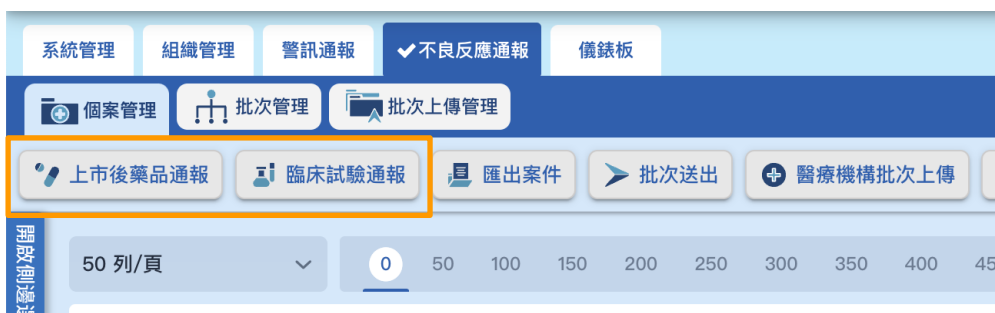 系統管理 組織管理 警訊通報 ✔不良反應通報 儀錶板
個案管理 批次管理 批次上傳管理
上市後藥品通報 臨床試驗通報 匯出案件 批次送出 醫療機構批次上傳
開啟側邊
50 列/頁 0 50 100 150 200 250 300 350 400 45